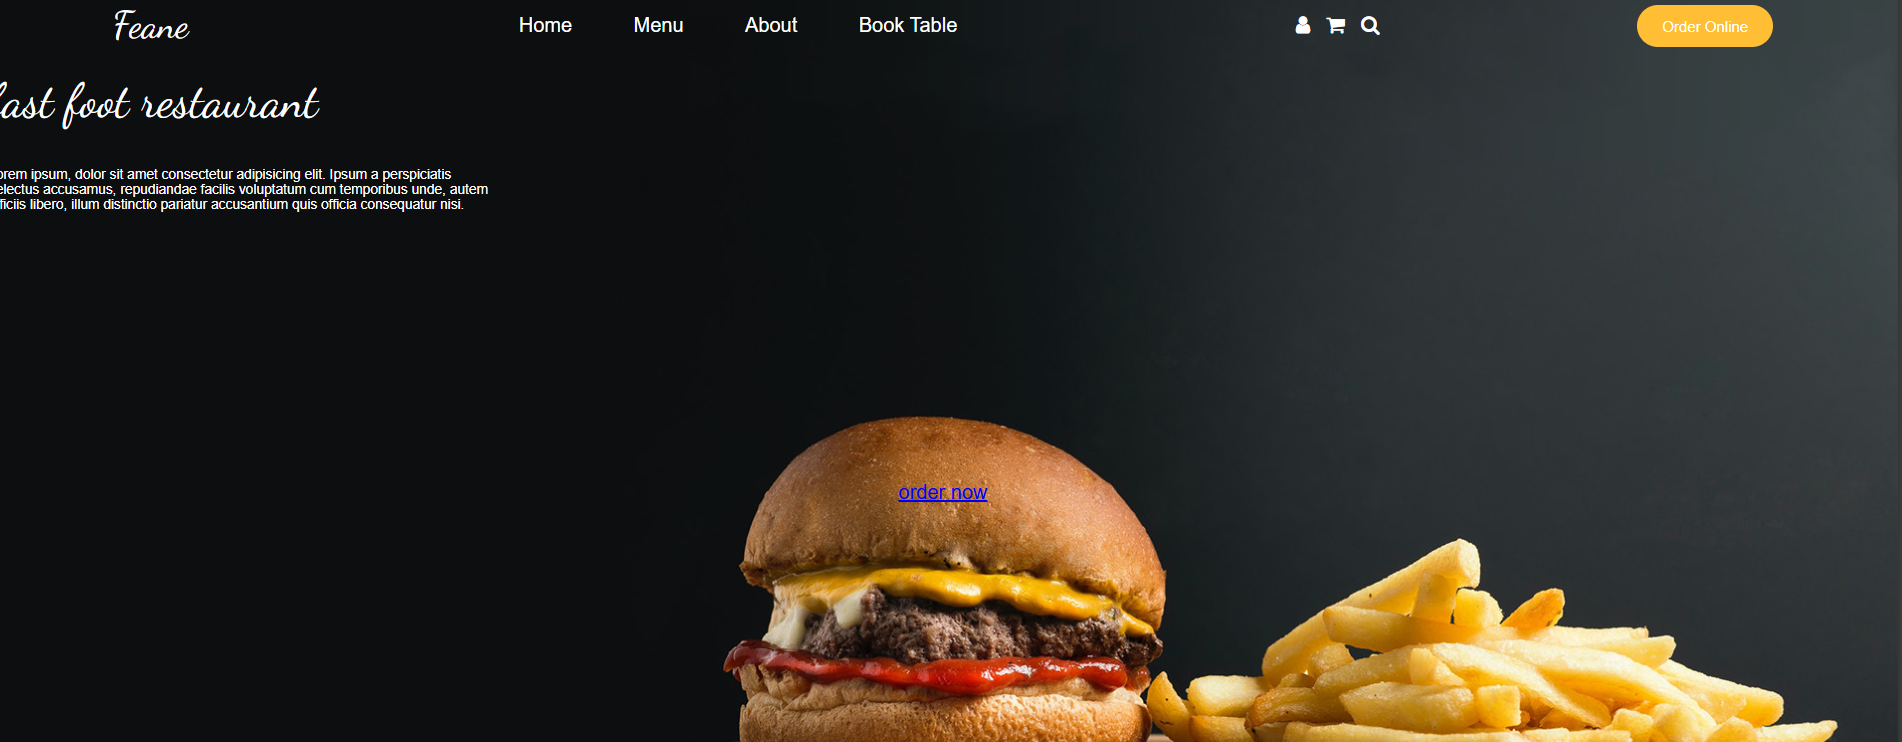 Feane
Home Menu About Book Table
Order Online
fast foot restaurant
orem ipsum, dolor sit amet consectetur adipisicing elit. Ipsum a perspiciatis
electus accusamus, repudiandae facilis voluptatum cum temporibus unde, autem
fficiis libero, illum distinctio pariatur accusantium quis officia consequatur nisi.
order now